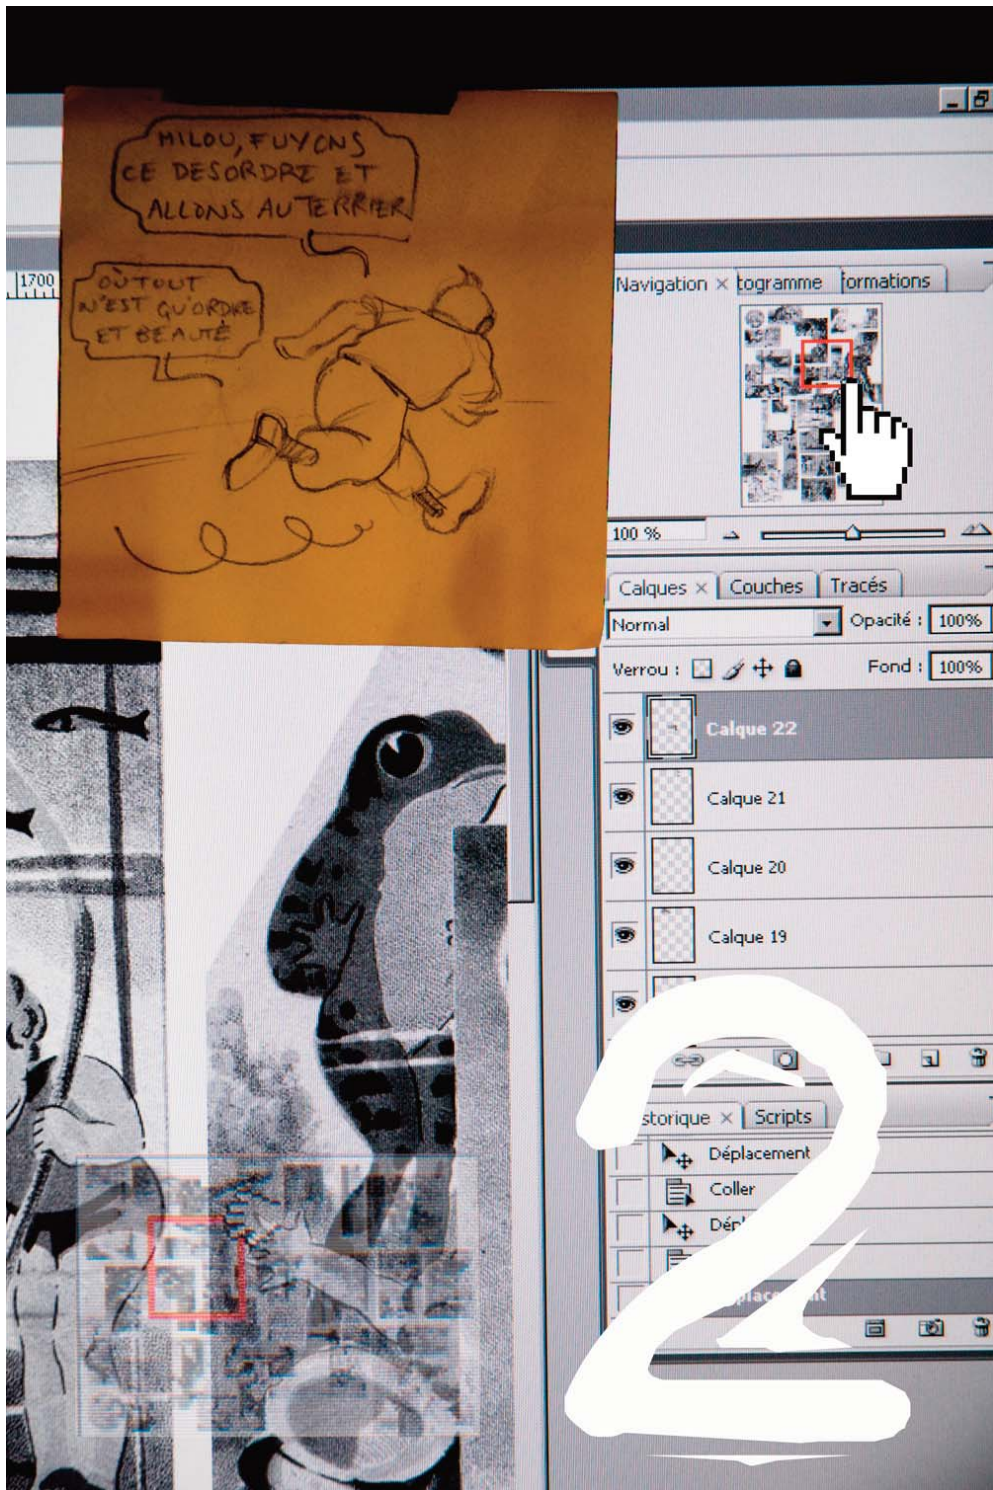 MILOU, FUYONS
CE DESORDRE ET
ALLONS AU TERRIER
OÙ TOUT
N'EST QU'ORDRE
ET BEAUTÉ
1700
Navigation × togramme formations
100 %
Calques × Couches Tracés
Normal Opacité : 100%
Verrou : Fond : 100%
Calque 22
Calque 21
Calque 20
Calque 19
storique × Scripts
Déplacement
Coller
Dépl
placement
2